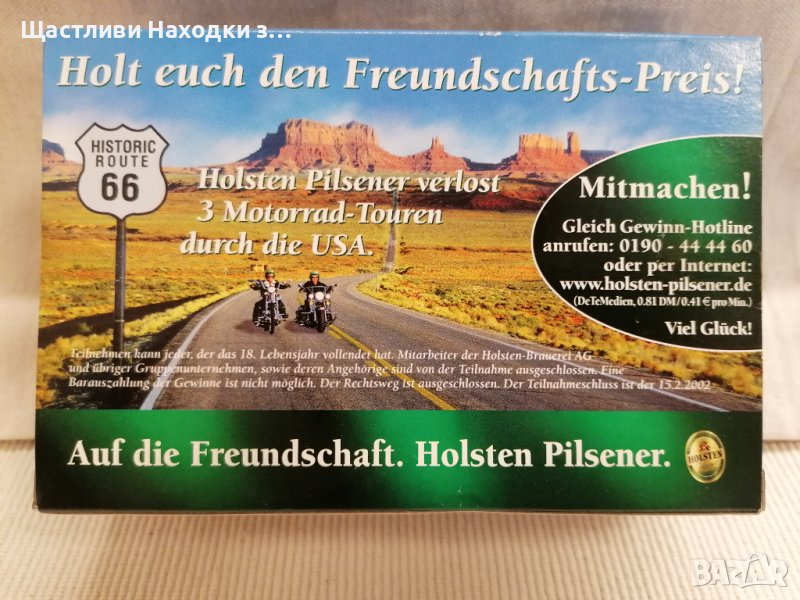 Щастливи Находки з...
Holt euch den Freundschafts-Preis!
HISTORIC
ROUTE
66
Holsten Pilsener verlost
3 Motorrad-Touren
durch die USA.
Mitmachen!
Gleich Gewinn-Hotline
anrufen: 0190 - 44 44 60
oder per Internet:
www.holsten-pilsener.de
(DeTeMedien, 0.81 DM/0.41 € pro Min.)
Viel Glück!
Teilnehmen kann jeder, der das 18. Lebensjahr vollendet hat. Mitarbeiter der Holsten-Brauerei AG
und übriger Gruppenunternehmen, sowie deren Angehörige sind von der Teilnahme ausgeschlossen. Eine
Barauszahlung der Gewinne ist nicht möglich. Der Rechtsweg ist ausgeschlossen. Der Teilnahmeschluss ist der 15.2.2002
Auf die Freundschaft. Holsten Pilsener.
HOLSTEN
BAZAR